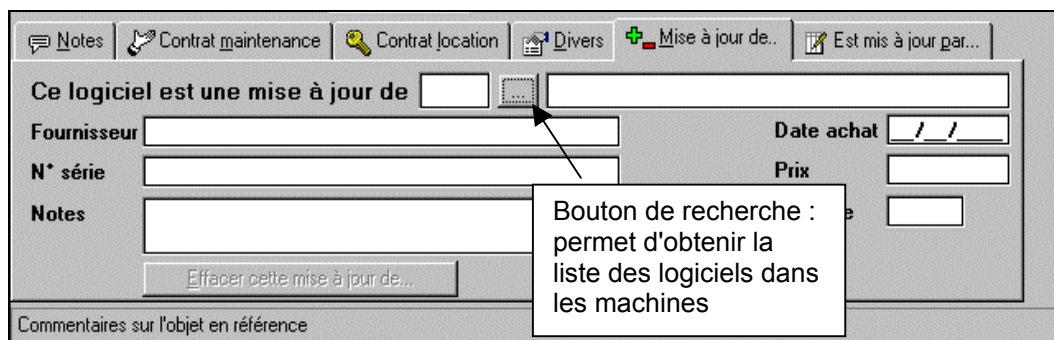 Notes Contrat maintenance Contrat location Divers Mise à jour de.. Est mis à jour par...
Ce logiciel est une mise à jour de ...
Fournisseur Date achat _/_/_
N° série Prix
Notes
Bouton de recherche :
permet d'obtenir la
liste des logiciels dans
les machines
Effacer cette mise à jour de...
Commentaires sur l'objet en référence